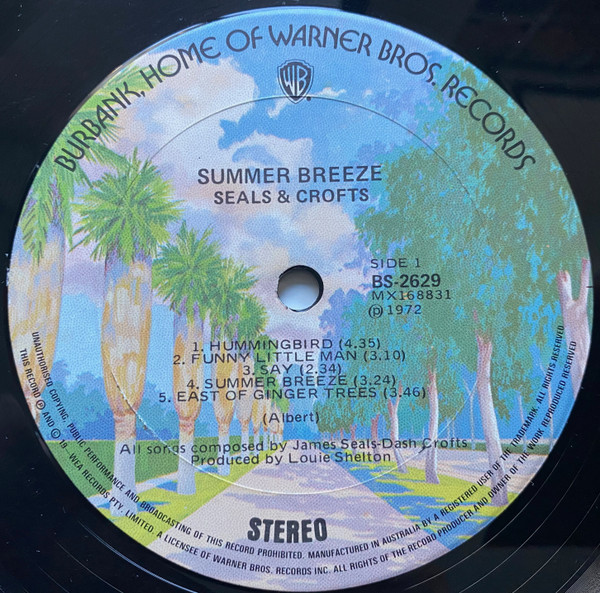 BURBANK, HOME OF WARNER BROS. RECORDS
WB
SUMMER BREEZE
SEALS & CROFTS
SIDE 1
BS-2629
MX168831
℗ 1972
1. HUMMINGBIRD (4.35)
2. FUNNY LITTLE MAN (3.10)
3. SAY (2.34)
4. SUMMER BREEZE (3.24)
5. EAST OF GINGER TREES (3.46)
(Albert)
All songs composed by James Seals-Dash Crofts
Produced by Louie Shelton
STEREO
UNAUTHORISED COPYING, PUBLIC PERFORMANCE AND BROADCASTING OF THIS RECORD PROHIBITED. MANUFACTURED IN AUSTRALIA BY A REGISTERED USER OF THE TRADEMARK. ALL RIGHTS RESERVED
THIS RECORD ℗ AND © 19 - WEA RECORDS PTY. LIMITED. A LICENSEE OF WARNER BROS. RECORDS INC. ALL RIGHTS OF THE RECORD PRODUCER AND OWNER OF THE WORK. REPRODUCED RESERVED